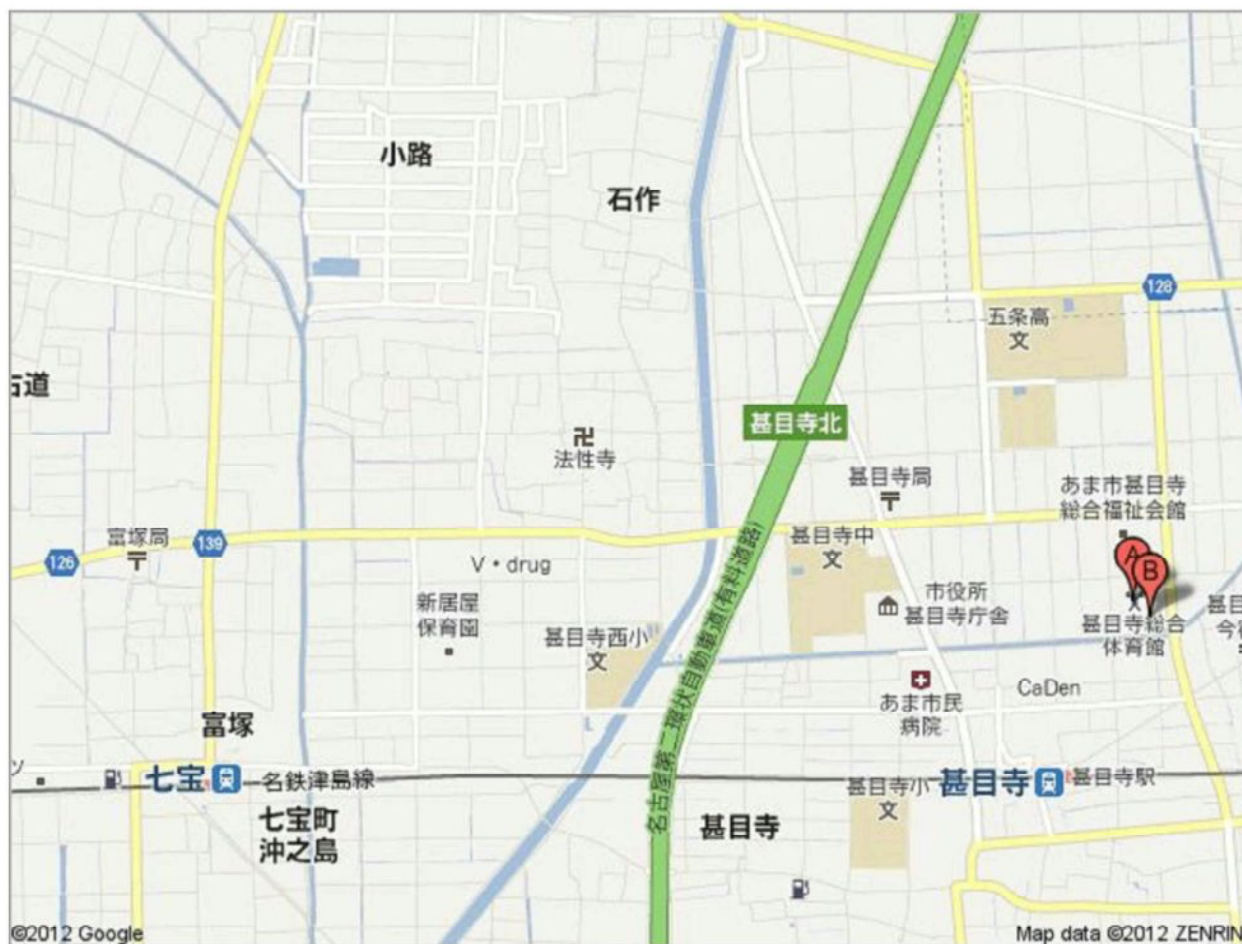 小路
石作
128
五条高
文
古道
甚目寺北
卍
法性寺
甚目寺局
〒
あま市甚目寺
総合福祉会館
富塚局
〒
139
126
V・drug
甚目寺中
文
A
B
新居屋
保育園
市役所
甚目寺庁舎
甚目寺総合
体育館
甚目
今宿
甚目寺西小
文
名古屋第二環状自動車道(有料道路)
CaDen
あま市民
病院
富塚
ツ
七宝
名鉄津島線
甚目寺小
文
甚目寺
甚目寺駅
七宝町
沖之島
甚目寺
©2012 Google
Map data ©2012 ZENRIN